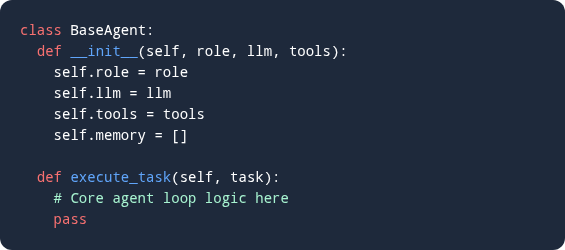 class BaseAgent:
  def __init__(self, role, llm, tools):
    self.role = role
    self.llm = llm
    self.tools = tools
    self.memory = []

  def execute_task(self, task):
    # Core agent loop logic here
    pass